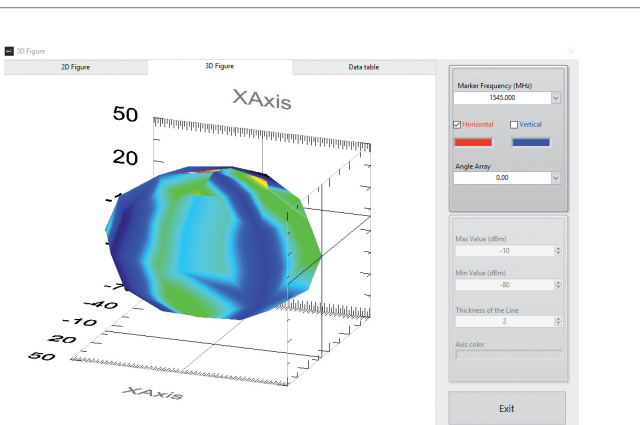 3D Figure
2D Figure
3D Figure
Data table
XAxis
50
20
-40
-10
20
50
XAxis
Marker Frequency (MHz)
1545.000
Horizontal
Vertical
Angle Array
0.00
Max Value (dBm)
-10
Min Value (dBm)
-80
Thickness of the Line
2
Axis color
Exit